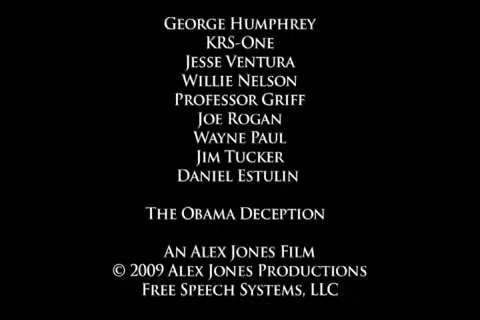 George Humphrey
KRS-One
Jesse Ventura
Willie Nelson
Professor Griff
Joe Rogan
Wayne Paul
Jim Tucker
Daniel Estulin
The Obama Deception
An Alex Jones Film
© 2009 Alex Jones Productions
Free Speech Systems, LLC